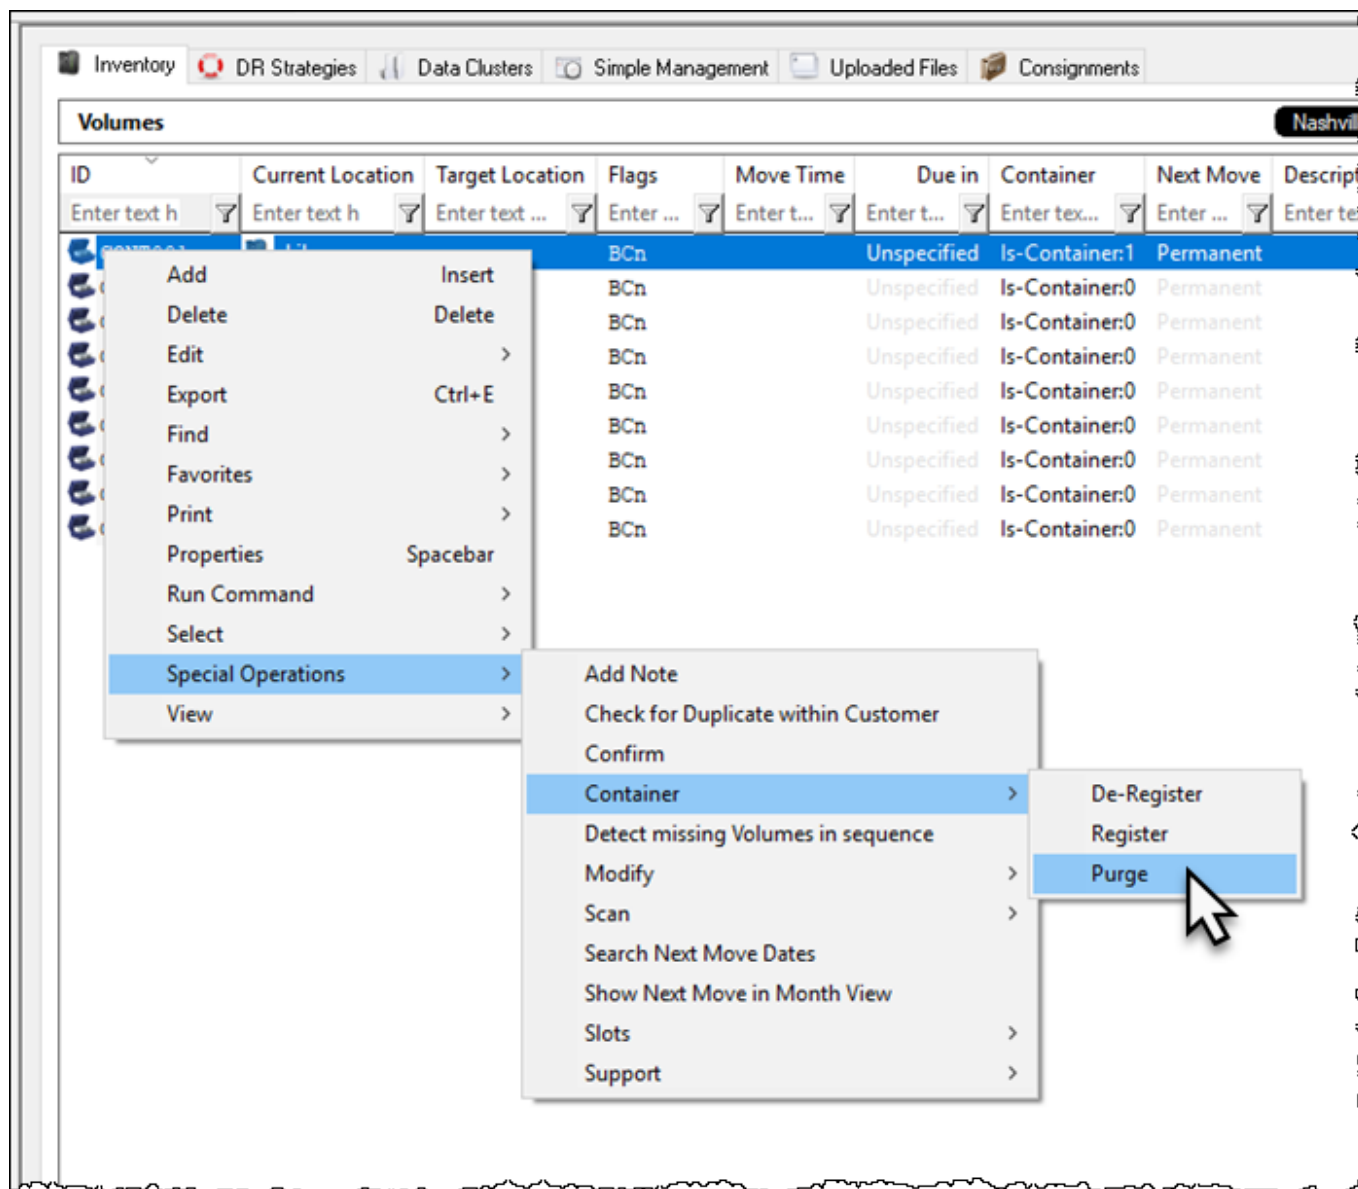 Inventory DR Strategies Data Clusters Simple Management Uploaded Files Consignments
Volumes
ID Current Location Target Location Flags Move Time Due in Container Next Move
Enter text h Enter text h Enter text ... Enter ... Enter t... Enter t... Enter tex... Enter ...
BCn Unspecified Is-Container:1 Permanent
BCn Unspecified Is-Container:0 Permanent
BCn Unspecified Is-Container:0 Permanent
BCn Unspecified Is-Container:0 Permanent
BCn Unspecified Is-Container:0 Permanent
BCn Unspecified Is-Container:0 Permanent
BCn Unspecified Is-Container:0 Permanent
BCn Unspecified Is-Container:0 Permanent
BCn Unspecified Is-Container:0 Permanent
Add Insert
Delete Delete
Edit
Export Ctrl+E
Find
Favorites
Print
Properties Spacebar
Run Command
Select
Special Operations
View
Add Note
Check for Duplicate within Customer
Confirm
Container
Detect missing Volumes in sequence
Modify
Scan
Search Next Move Dates
Show Next Move in Month View
Slots
Support
De-Register
Register
Purge